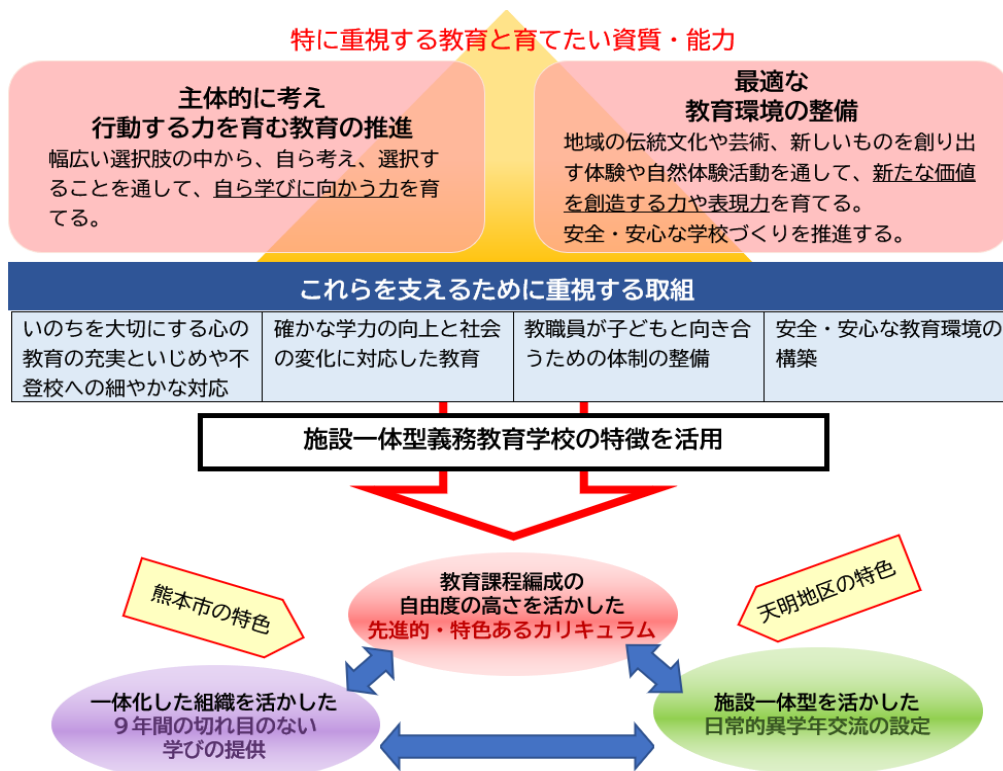 特に重視する教育と育てたい資質・能力
主体的に考え
行動する力を育む教育の推進
幅広い選択肢の中から、自ら考え、選択す
ることを通して、自ら学びに向かう力を育
てる。
最適な
教育環境の整備
地域の伝統文化や芸術、新しいものを創り出
す体験や自然体験活動を通して、新たな価値
を創造する力や表現力を育てる。
安全・安心な学校づくりを推進する。
これらを支えるために重視する取組
いのちを大切にする心の
教育の充実といじめや不
登校への細やかな対応
確かな学力の向上と社会
の変化に対応した教育
教職員が子どもと向き合
うための体制の整備
安全・安心な教育環境の
構築
施設一体型義務教育学校の特徴を活用
熊本市の特色
教育課程編成の
自由度の高さを活かした
先進的・特色あるカリキュラム
天明地区の特色
一体化した組織を活かした
９年間の切れ目のない
学びの提供
施設一体型を活かした
日常的異学年交流の設定